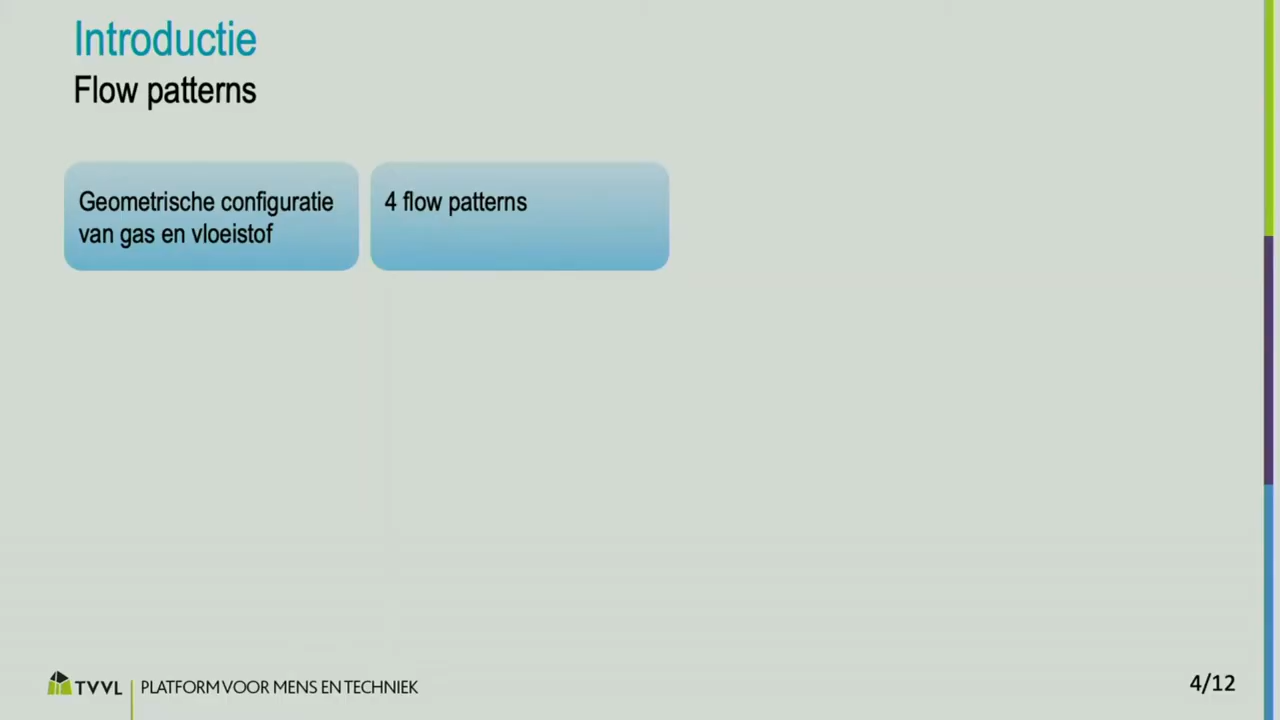 Introductie
Flow patterns
Geometrische configuratie
van gas en vloeistof
4 flow patterns
TVVL
PLATFORM VOOR MENS EN TECHNIEK
4/12